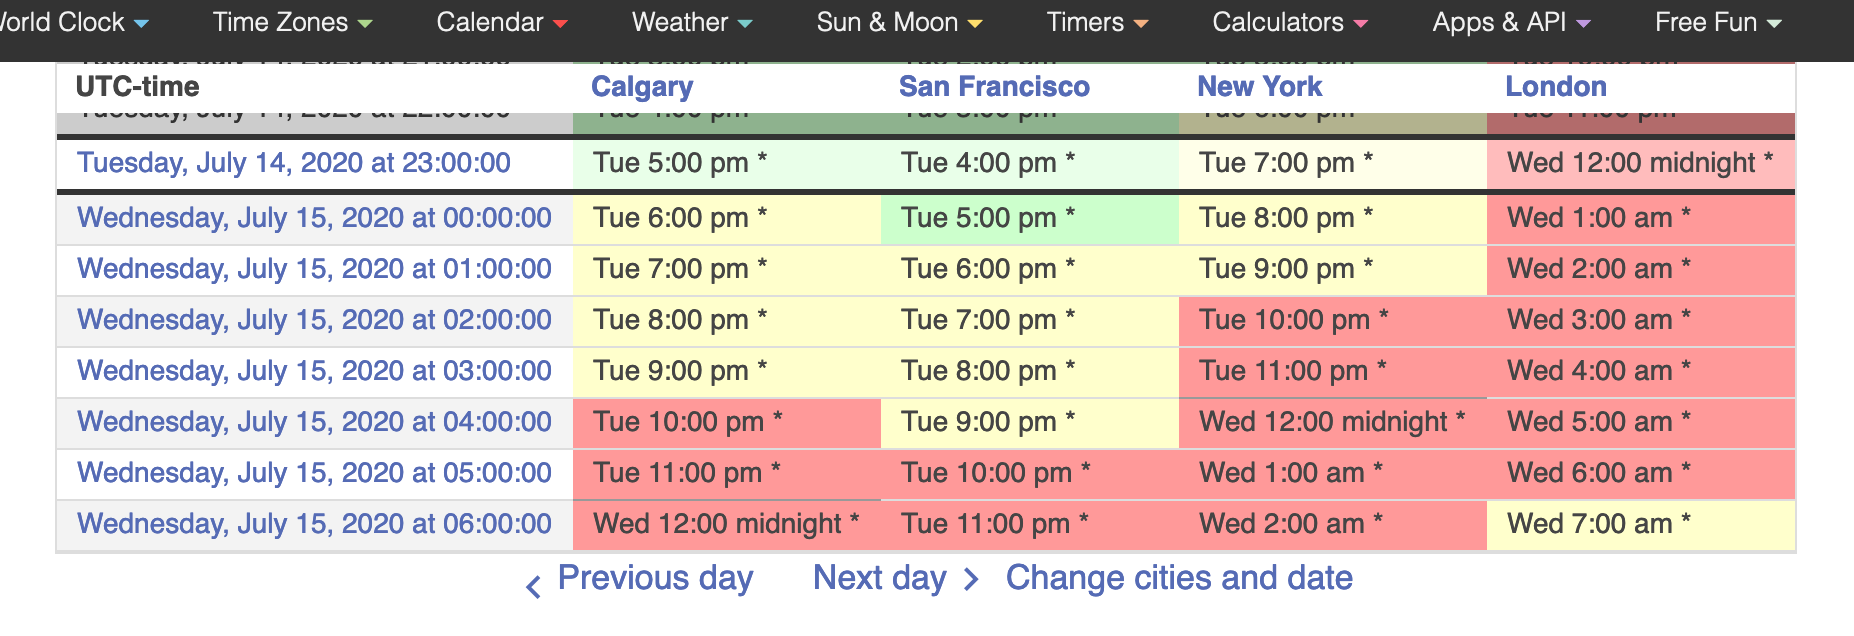 orld Clock Time Zones Calendar Weather Sun & Moon Timers Calculators Apps & API Free Fun
UTC-time Calgary San Francisco New York London
Tuesday, July 14, 2020 at 23:00:00 Tue 5:00 pm * Tue 4:00 pm * Tue 7:00 pm * Wed 12:00 midnight *
Wednesday, July 15, 2020 at 00:00:00 Tue 6:00 pm * Tue 5:00 pm * Tue 8:00 pm * Wed 1:00 am *
Wednesday, July 15, 2020 at 01:00:00 Tue 7:00 pm * Tue 6:00 pm * Tue 9:00 pm * Wed 2:00 am *
Wednesday, July 15, 2020 at 02:00:00 Tue 8:00 pm * Tue 7:00 pm * Tue 10:00 pm * Wed 3:00 am *
Wednesday, July 15, 2020 at 03:00:00 Tue 9:00 pm * Tue 8:00 pm * Tue 11:00 pm * Wed 4:00 am *
Wednesday, July 15, 2020 at 04:00:00 Tue 10:00 pm * Tue 9:00 pm * Wed 12:00 midnight * Wed 5:00 am *
Wednesday, July 15, 2020 at 05:00:00 Tue 11:00 pm * Tue 10:00 pm * Wed 1:00 am * Wed 6:00 am *
Wednesday, July 15, 2020 at 06:00:00 Wed 12:00 midnight * Tue 11:00 pm * Wed 2:00 am * Wed 7:00 am *
Previous day Next day Change cities and date